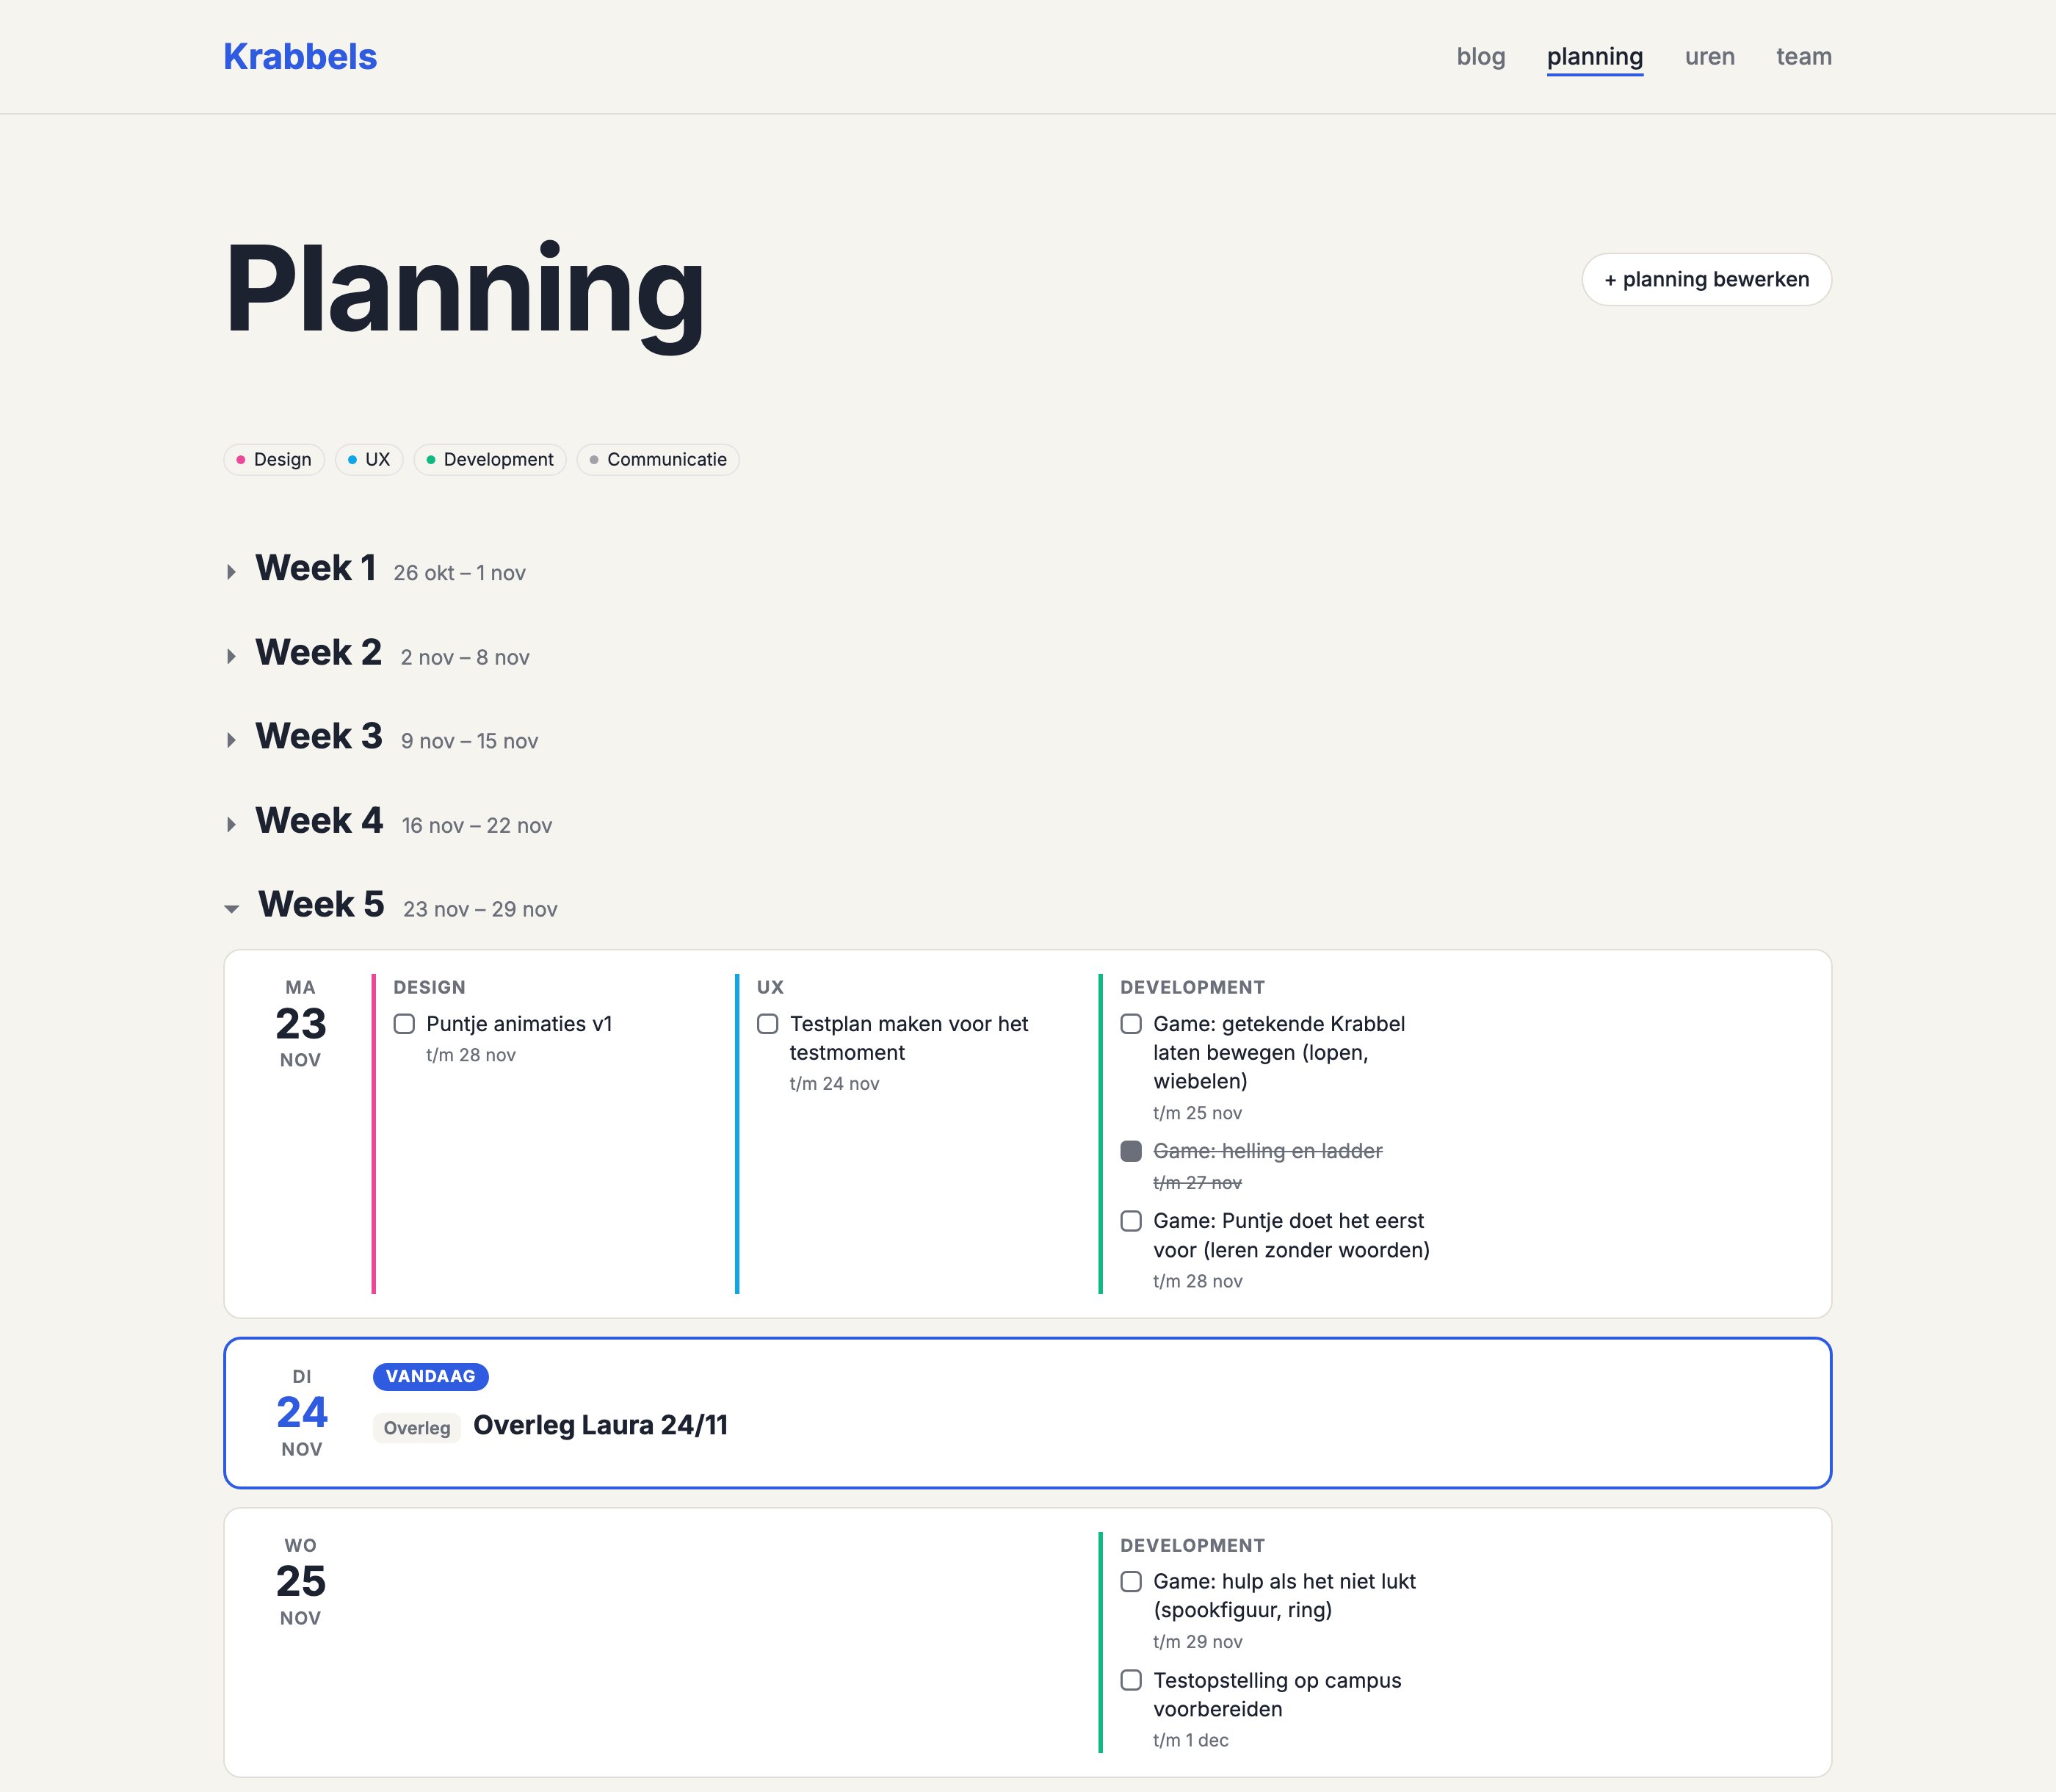 Krabbels
blog planning uren team
Planning
+ planning bewerken
Design UX Development Communicatie
Week 1 26 okt – 1 nov
Week 2 2 nov – 8 nov
Week 3 9 nov – 15 nov
Week 4 16 nov – 22 nov
Week 5 23 nov – 29 nov
MA
23
NOV
DESIGN
Puntje animaties v1
t/m 28 nov
UX
Testplan maken voor het
testmoment
t/m 24 nov
DEVELOPMENT
Game: getekende Krabbel
laten bewegen (lopen,
wiebelen)
t/m 25 nov
Game: helling en ladder
t/m 27 nov
Game: Puntje doet het eerst
voor (leren zonder woorden)
t/m 28 nov
DI
24
NOV
VANDAAG
Overleg Overleg Laura 24/11
WO
25
NOV
DEVELOPMENT
Game: hulp als het niet lukt
(spookfiguur, ring)
t/m 29 nov
Testopstelling op campus
voorbereiden
t/m 1 dec